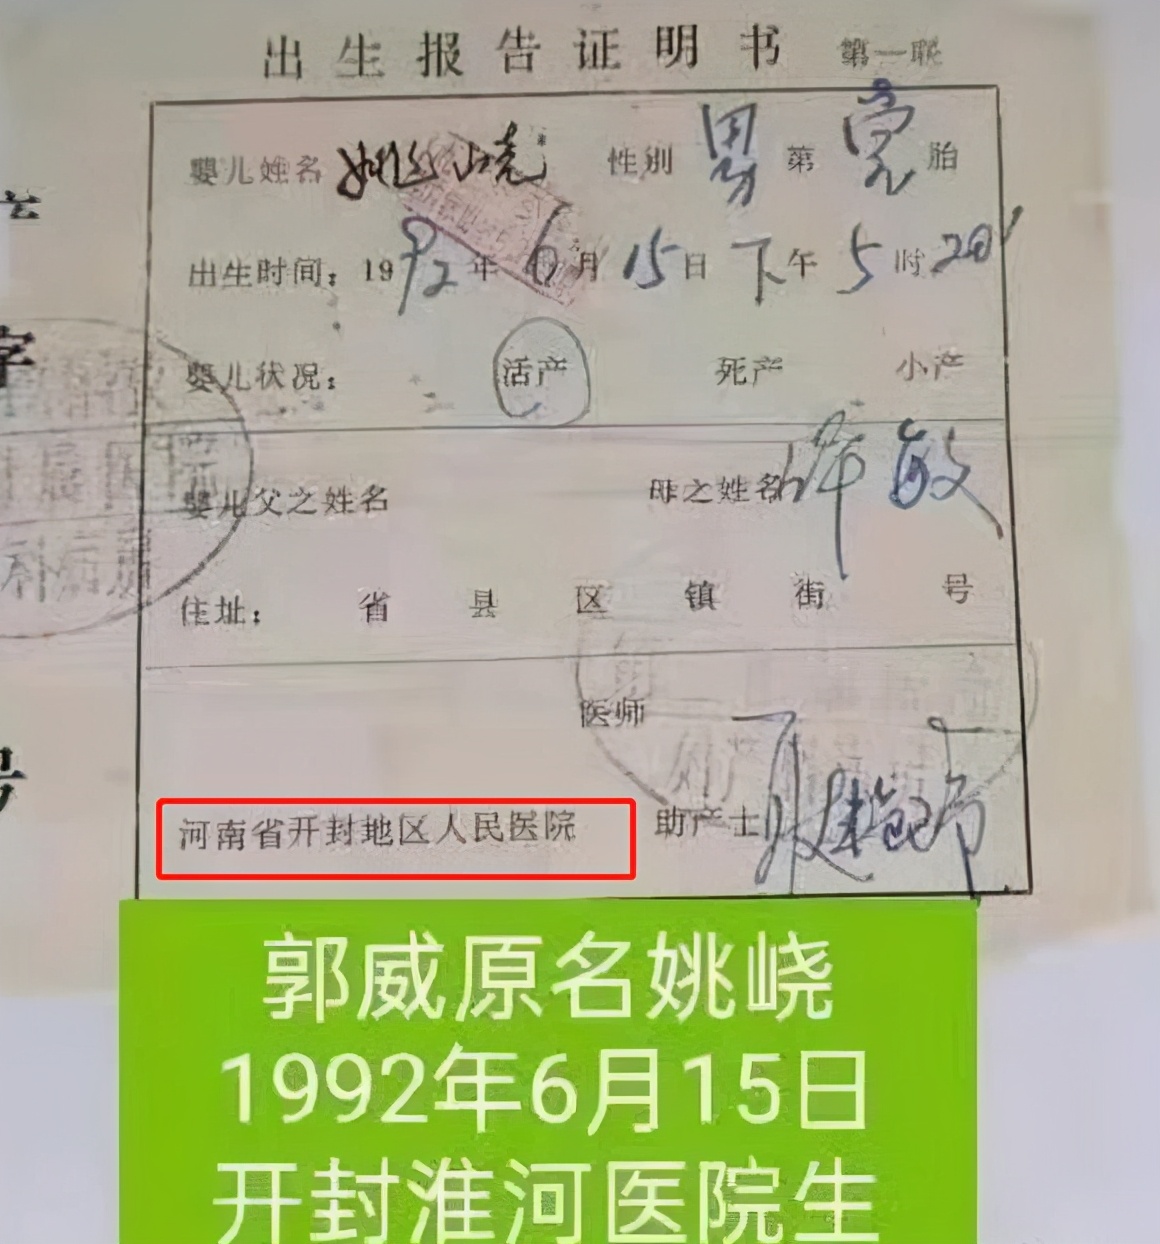 出生报告证明书 第一联
婴儿姓名 姚峣 性别 男 第 壹 胎
出生时间：1992年6月15日下午5时20'
婴儿状况： 活产 死产 小产
婴儿父之姓名 母之姓名 许敏
住址： 省 县 区 镇 街 号
医师
河南省开封地区人民医院 助产士
郭威原名姚峣
1992年6月15日
开封淮河医院生